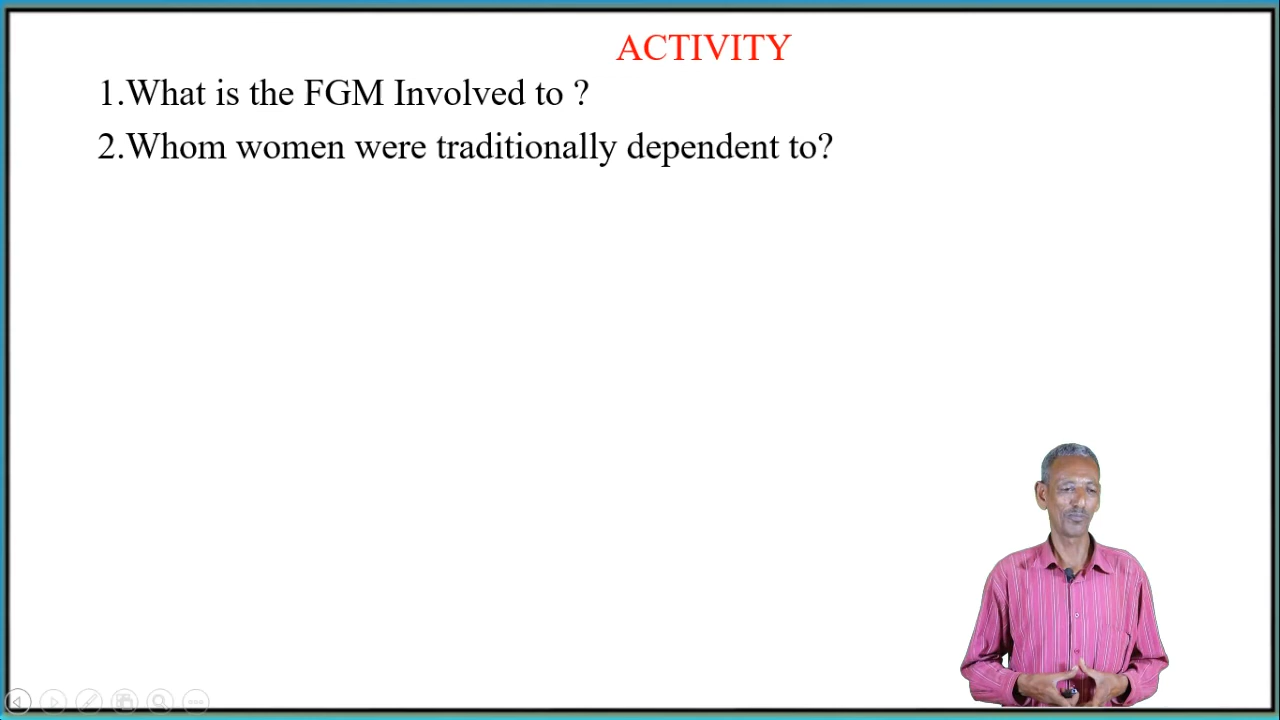 ACTIVITY
1.What is the FGM Involved to ?
2.Whom women were traditionally dependent to?